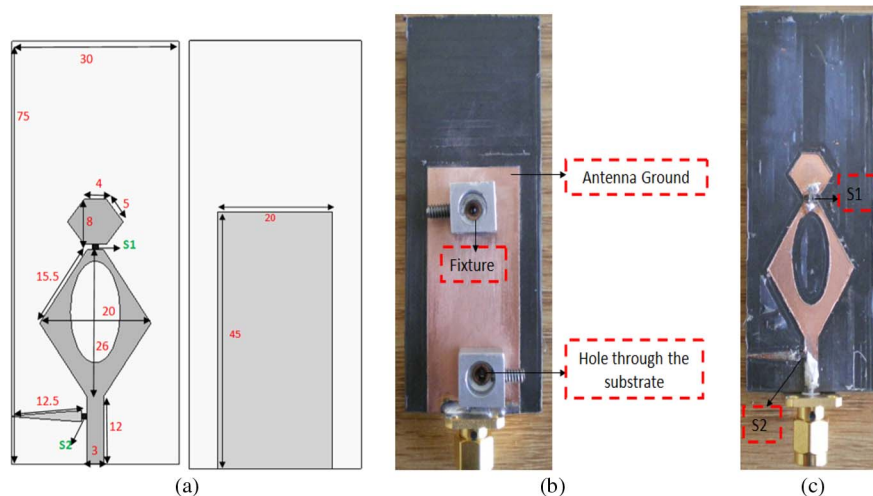 30
75
4
5
8
S1
15.5
20
26
12.5
S2
12
3
20
45
Antenna Ground
Fixture
Hole through the
substrate
S1
S2
(a)
(b)
(c)